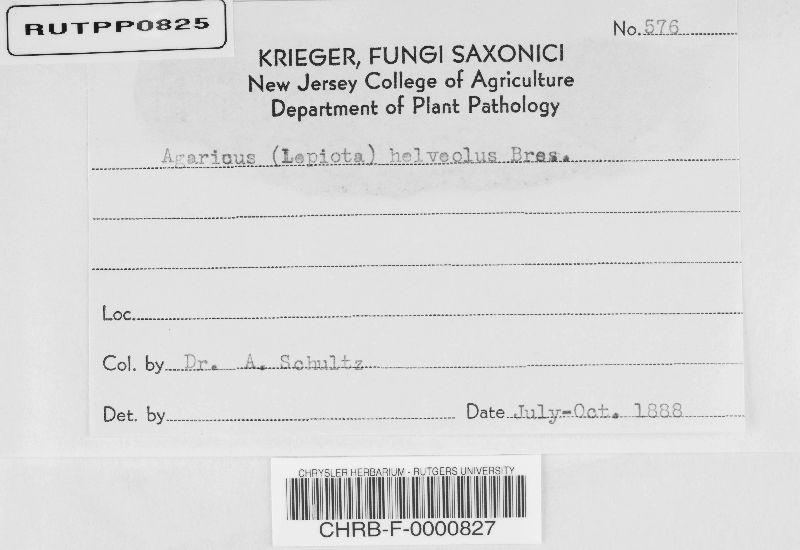 RUTPP0825
No. 576
KRIEGER, FUNGI SAXONICI
New Jersey College of Agriculture
Department of Plant Pathology
Agaricus (Lepiota) helveolus Bres.
Loc.
Col. by Dr. A. Schultz
Det. by Date July-Oct. 1888
CHRYSLER HERBARIUM - RUTGERS UNIVERSITY
CHRB-F-0000827